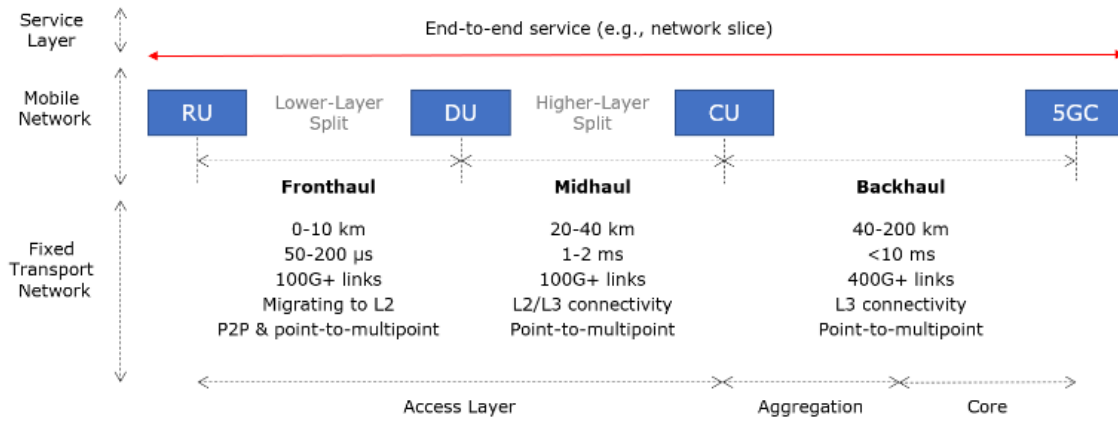 Service
Layer
End-to-end service (e.g., network slice)
Mobile
Network
RU
Lower-Layer
Split
DU
Higher-Layer
Split
CU
5GC
Fronthaul
Midhaul
Backhaul
Fixed
Transport
Network
0-10 km
50-200 µs
100G+ links
Migrating to L2
P2P & point-to-multipoint
20-40 km
1-2 ms
100G+ links
L2/L3 connectivity
Point-to-multipoint
40-200 km
<10 ms
400G+ links
L3 connectivity
Point-to-multipoint
Access Layer
Aggregation
Core